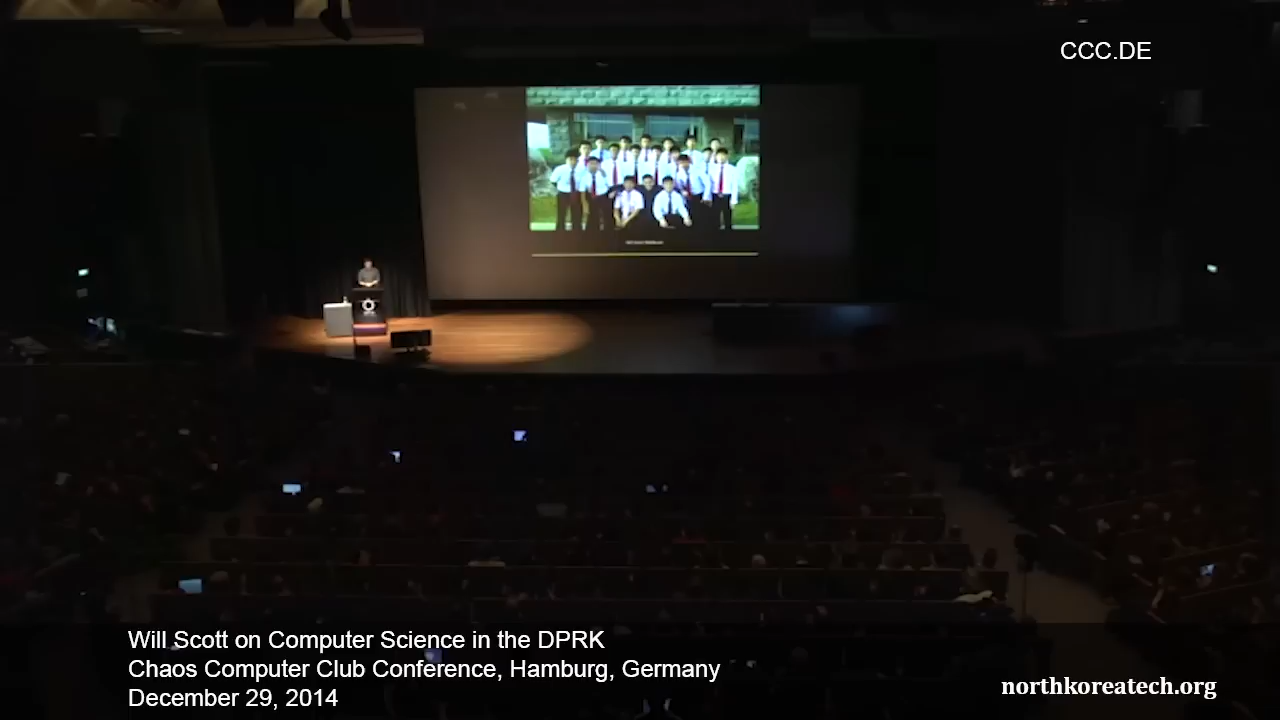 CCC.DE
Will Scott on Computer Science in the DPRK
Chaos Computer Club Conference, Hamburg, Germany
December 29, 2014
northkoreatech.org